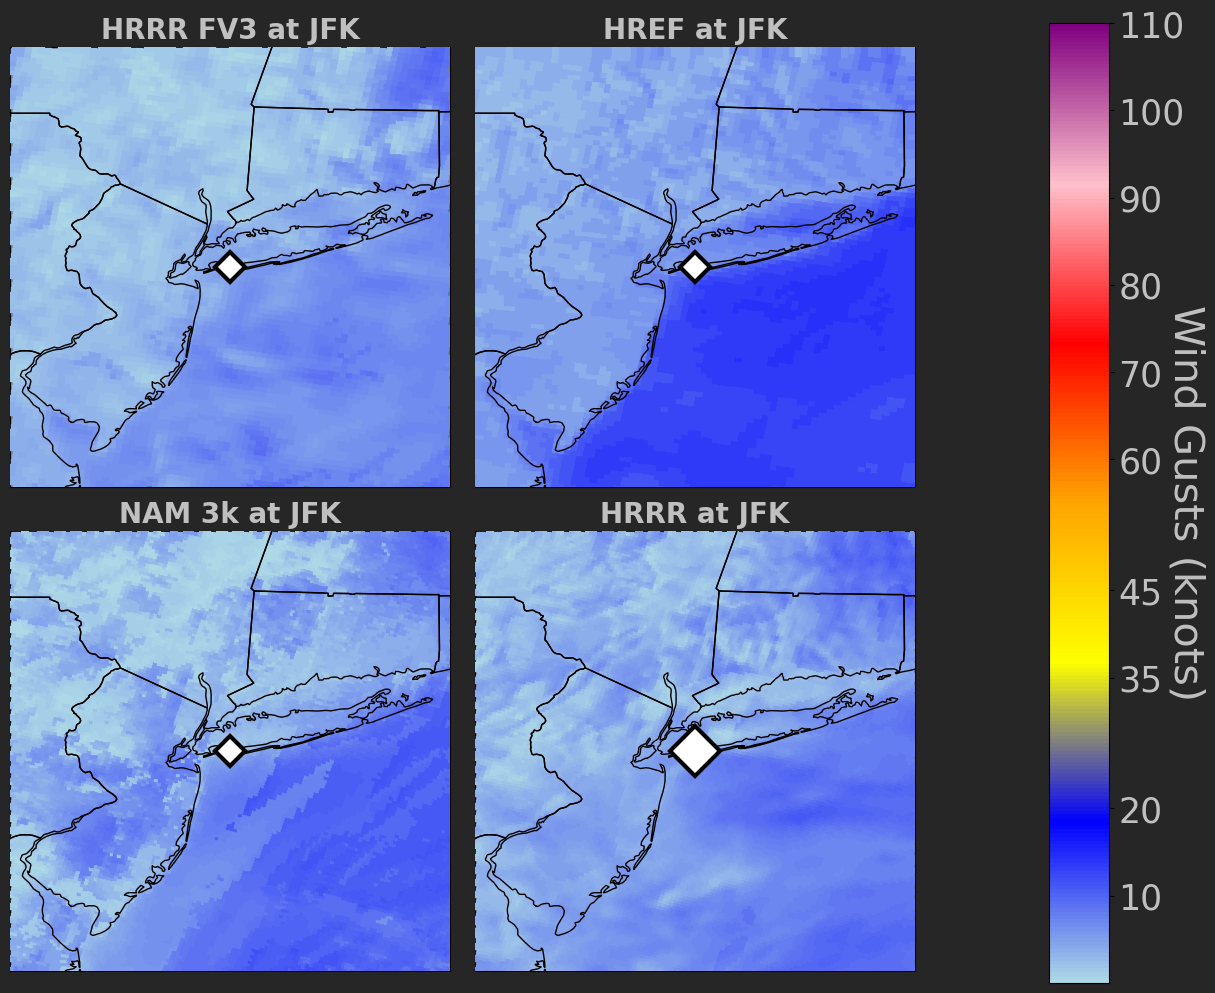 HRRR FV3 at JFK
HREF at JFK
NAM 3k at JFK
HRRR at JFK
110
100
90
80
70
60
45
35
20
10
Wind Gusts (knots)